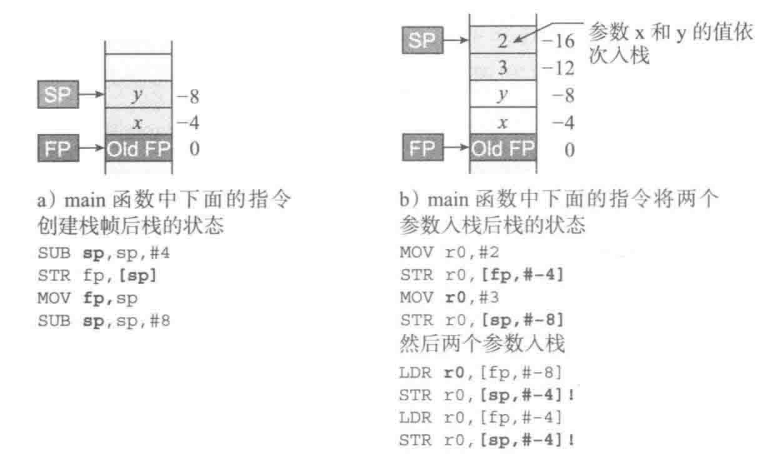 SP
y
-8
x
-4
FP
Old FP
0
a）main 函数中下面的指令
创建栈帧后栈的状态
SUB sp,sp,#4
STR fp,[sp]
MOV fp,sp
SUB sp,sp,#8
SP
2
-16
参数 x 和 y 的值依
次入栈
3
-12
y
-8
x
-4
FP
Old FP
0
b）main 函数中下面的指令将两个
参数入栈后栈的状态
MOV r0,#2
STR r0,[fp,#-4]
MOV r0,#3
STR r0,[sp,#-8]
然后两个参数入栈
LDR r0,[fp,#-8]
STR r0,[sp,#-4]!
LDR r0,[fp,#-4]
STR r0,[sp,#-4]!